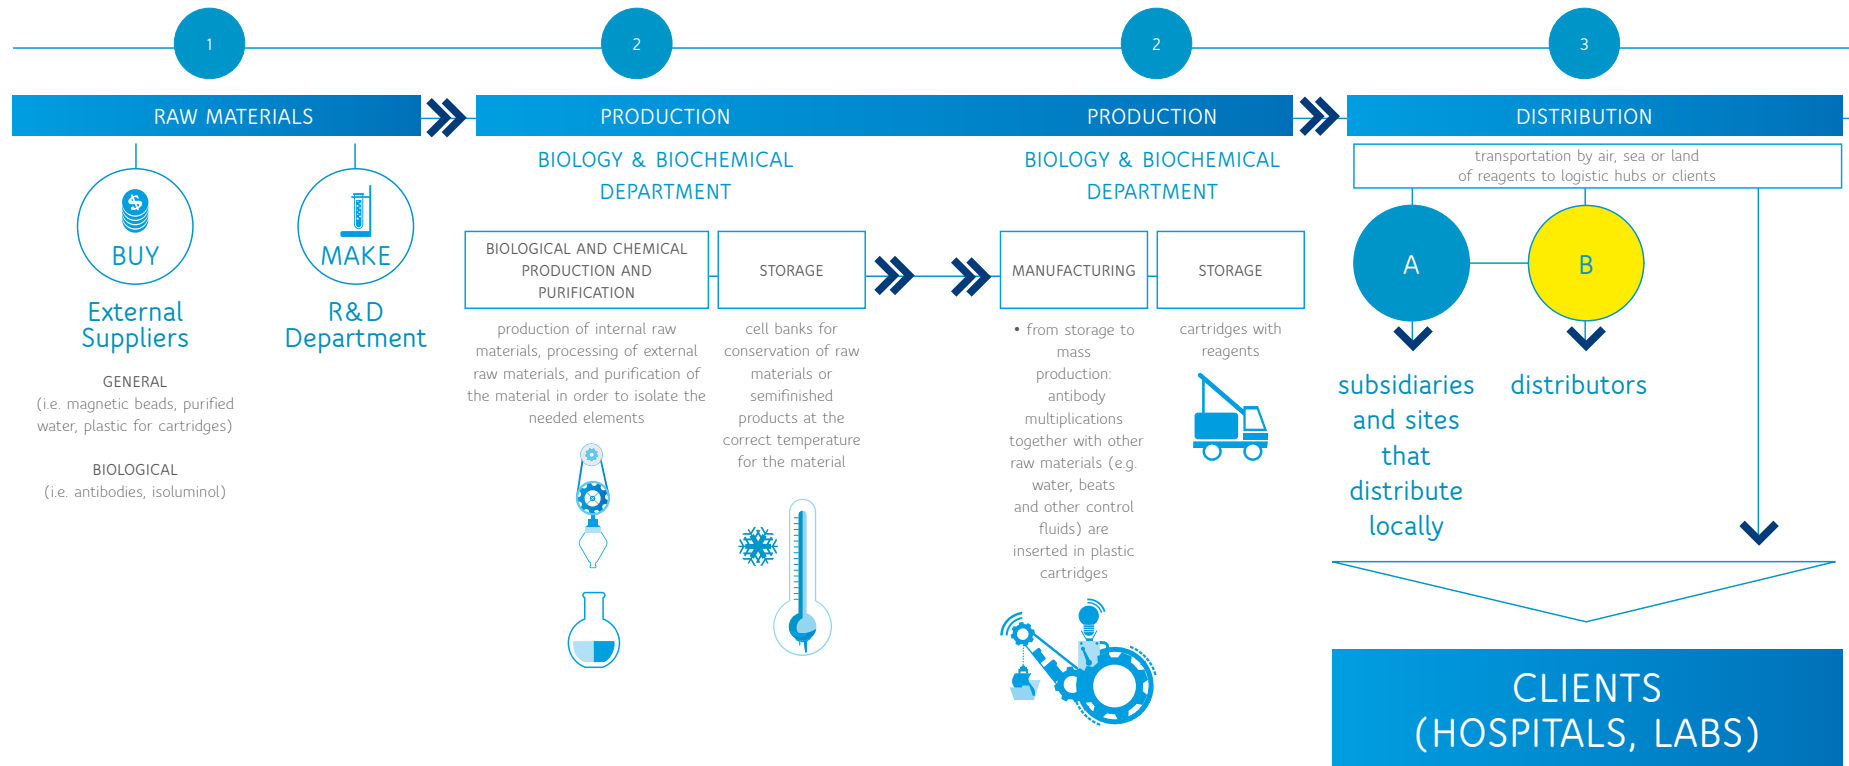 1
RAW MATERIALS
$
BUY
External
Suppliers
GENERAL
(i.e. magnetic beads, purified
water, plastic for cartridges)
BIOLOGICAL
(i.e. antibodies, isoluminol)
MAKE
R&D
Department
2
PRODUCTION
BIOLOGY & BIOCHEMICAL
DEPARTMENT
BIOLOGICAL AND CHEMICAL
PRODUCTION AND
PURIFICATION
production of internal raw
materials, processing of external
raw materials, and purification of
the material in order to isolate the
needed elements
STORAGE
cell banks for
conservation of raw
materials or
semifinished
products at the
correct temperature
for the material
2
PRODUCTION
BIOLOGY & BIOCHEMICAL
DEPARTMENT
MANUFACTURING
• from storage to
mass
production:
antibody
multiplications
together with other
raw materials (e.g.
water, beats
and other control
fluids) are
inserted in plastic
cartridges
STORAGE
cartridges with
reagents
3
DISTRIBUTION
transportation by air, sea or land
of reagents to logistic hubs or clients
A
subsidiaries
and sites
that
distribute
locally
B
distributors
CLIENTS
(HOSPITALS, LABS)